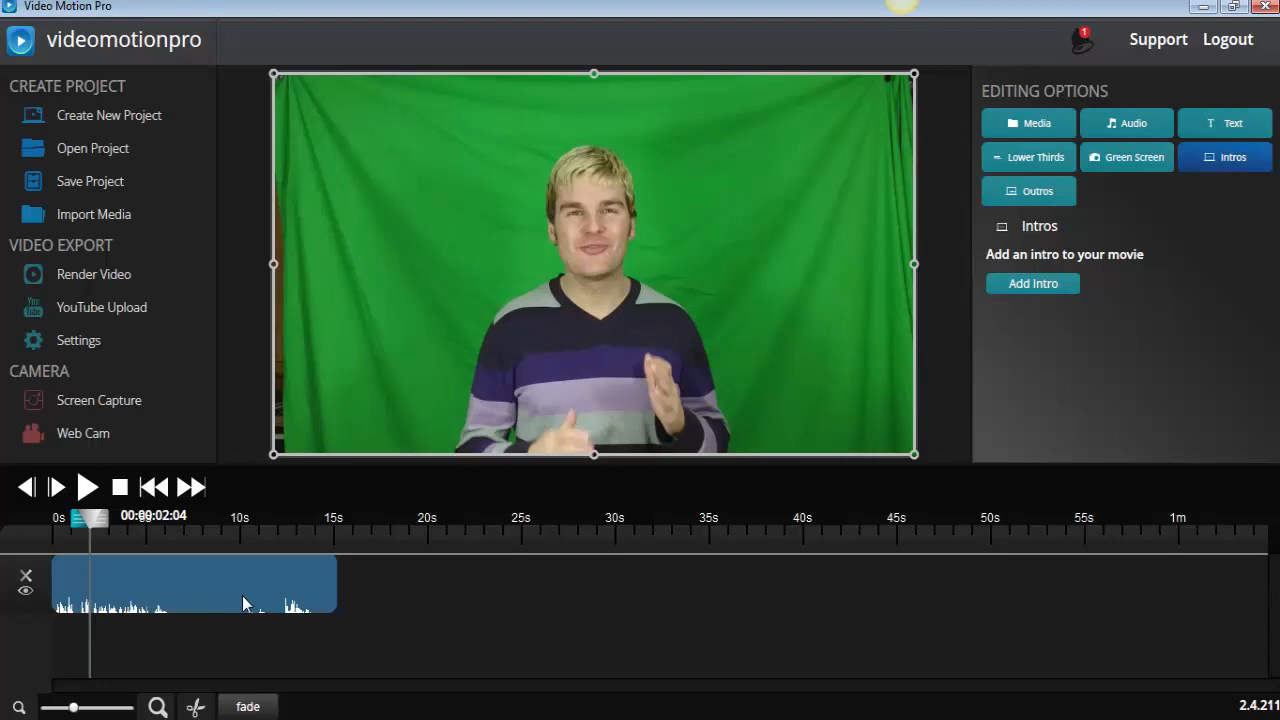 Video Motion Pro
videomotionpro
1
Support
Logout
CREATE PROJECT
Create New Project
Open Project
Save Project
Import Media
VIDEO EXPORT
Render Video
You Tube
YouTube Upload
Settings
CAMERA
Screen Capture
Web Cam
EDITING OPTIONS
Media
Audio
T Text
Lower Thirds
Green Screen
Intros
Outros
Intros
Add an intro to your movie
Add Intro
0s 00:00:02:04 10s 15s 20s 25s 30s 35s 40s 45s 50s 55s 1m
fade
2.4.211